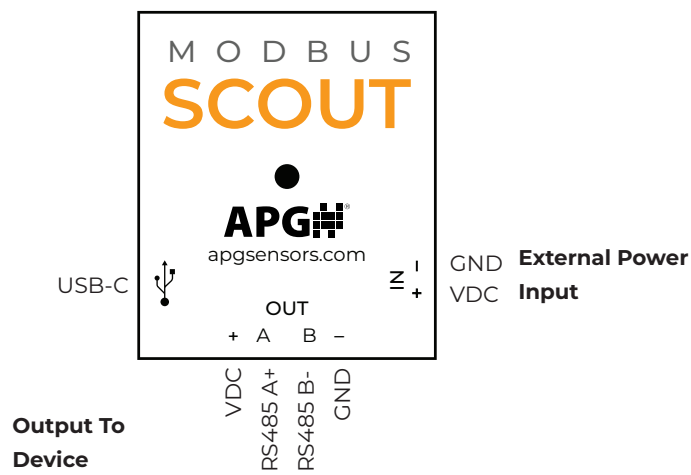 MODBUS
SCOUT
APG®
apgsensors.com
USB-C
IN
–
+
GND
VDC
External Power
Input
OUT
+ A B –
VDC
RS485 A+
RS485 B-
GND
Output To
Device